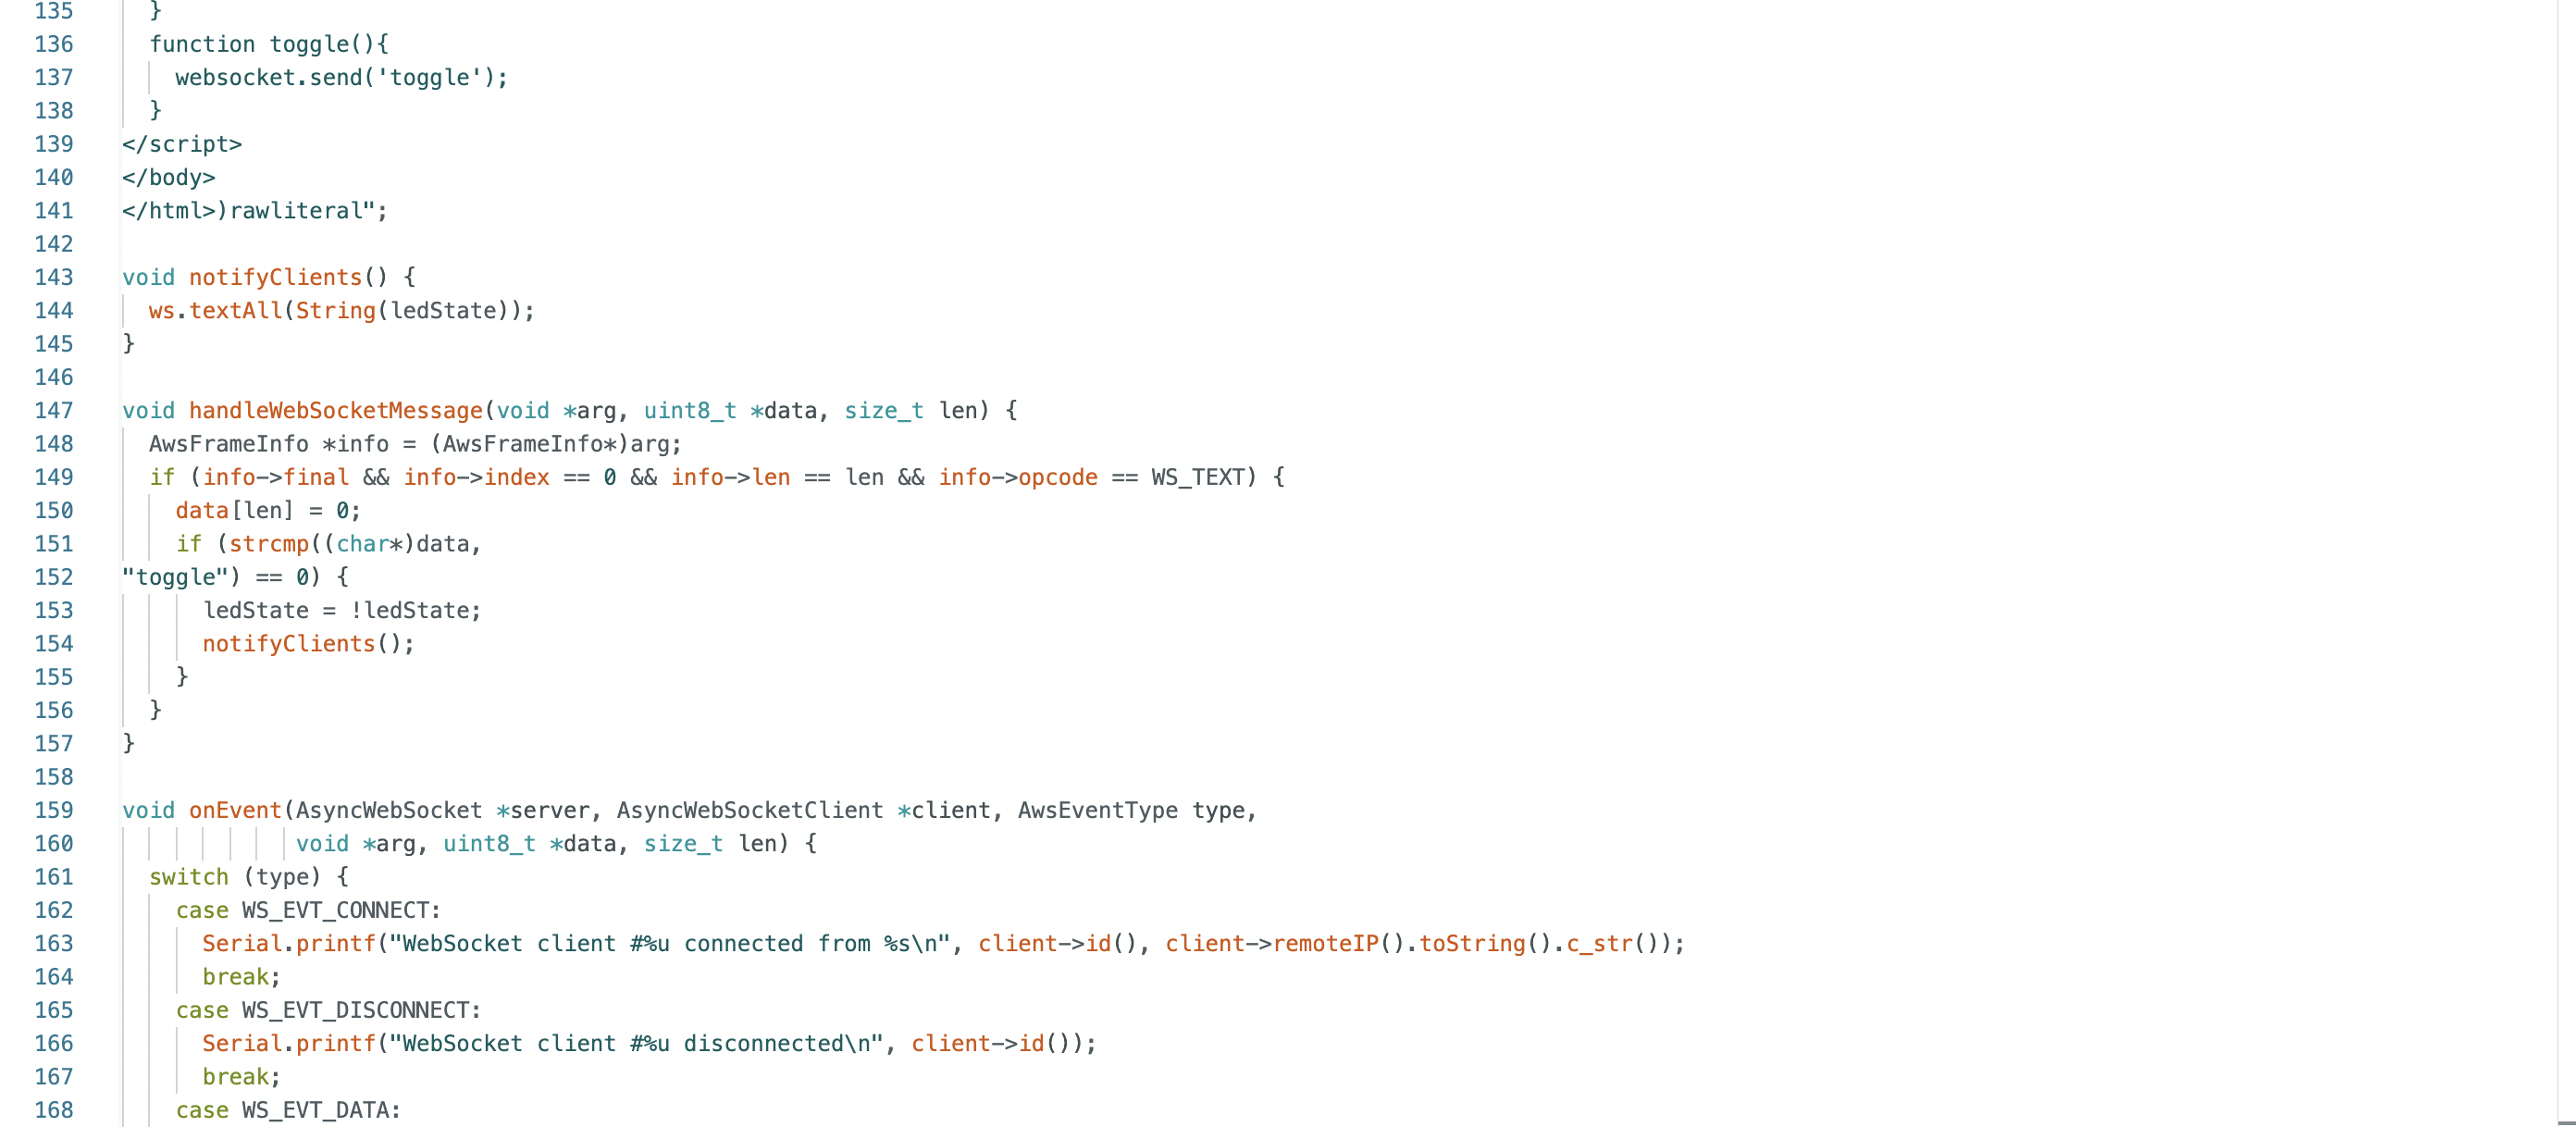 135 }
136 function toggle(){
137 websocket.send('toggle');
138 }
139 </script>
140 </body>
141 </html>)rawliteral";
142
143 void notifyClients() {
144 ws.textAll(String(ledState));
145 }
146
147 void handleWebSocketMessage(void *arg, uint8_t *data, size_t len) {
148 AwsFrameInfo *info = (AwsFrameInfo*)arg;
149 if (info->final && info->index == 0 && info->len == len && info->opcode == WS_TEXT) {
150 data[len] = 0;
151 if (strcmp((char*)data,
152 "toggle") == 0) {
153 ledState = !ledState;
154 notifyClients();
155 }
156 }
157 }
158
159 void onEvent(AsyncWebSocket *server, AsyncWebSocketClient *client, AwsEventType type,
160 void *arg, uint8_t *data, size_t len) {
161 switch (type) {
162 case WS_EVT_CONNECT:
163 Serial.printf("WebSocket client #%u connected from %s\n", client->id(), client->remoteIP().toString().c_str());
164 break;
165 case WS_EVT_DISCONNECT:
166 Serial.printf("WebSocket client #%u disconnected\n", client->id());
167 break;
168 case WS_EVT_DATA: